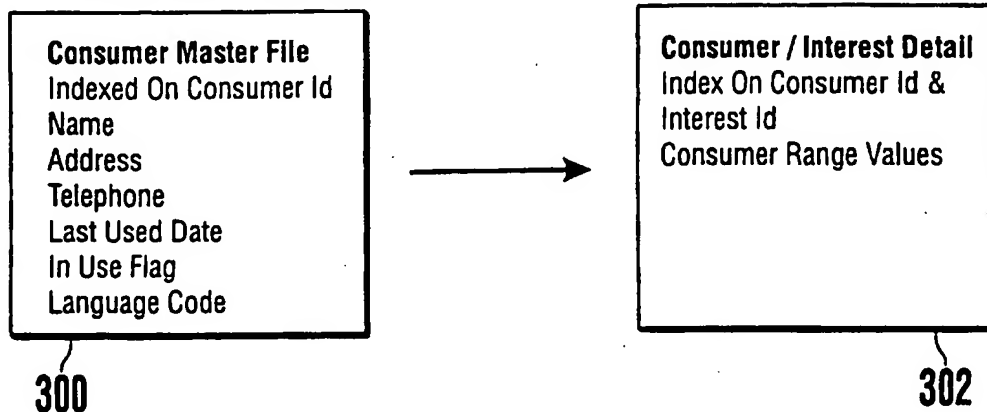 Consumer Master File
Indexed On Consumer Id
Name
Address
Telephone
Last Used Date
In Use Flag
Language Code
300
Consumer / Interest Detail
Index On Consumer Id &
Interest Id
Consumer Range Values
302